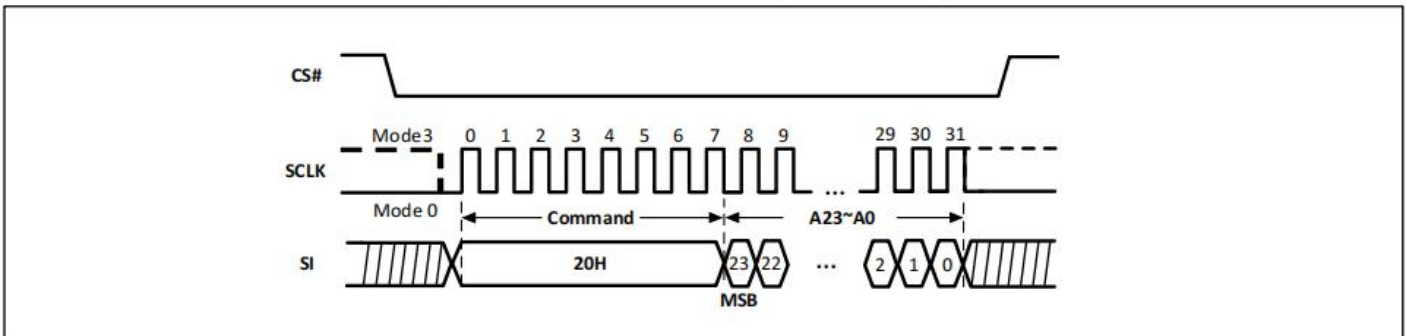 CS#
Mode3 0 1 2 3 4 5 6 7 8 9 29 30 31
SCLK
...
Mode 0
Command A23~A0
SI 20H 23 22 ... 2 1 0
MSB